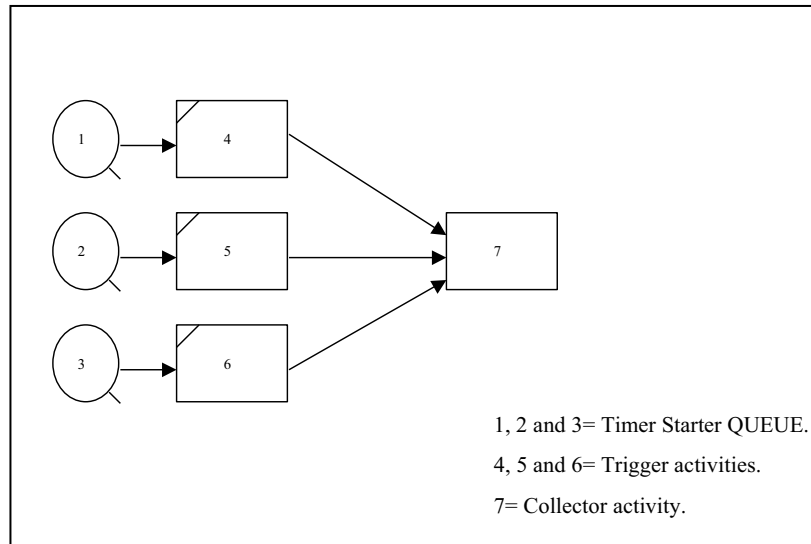 1
4
2
5
7
3
6
1, 2 and 3= Timer Starter QUEUE.
4, 5 and 6= Trigger activities.
7= Collector activity.